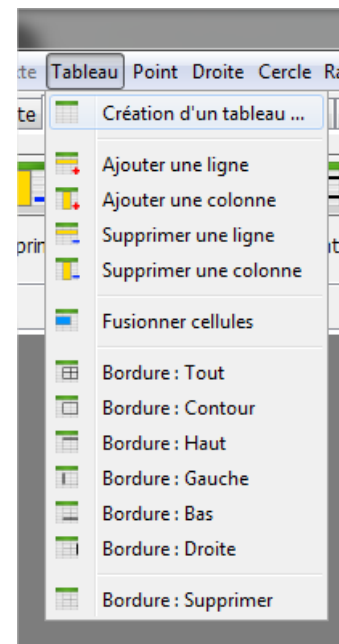 Tableau Point Droite Cercle
Création d'un tableau ...
Ajouter une ligne
Ajouter une colonne
Supprimer une ligne
Supprimer une colonne
Fusionner cellules
Bordure : Tout
Bordure : Contour
Bordure : Haut
Bordure : Gauche
Bordure : Bas
Bordure : Droite
Bordure : Supprimer